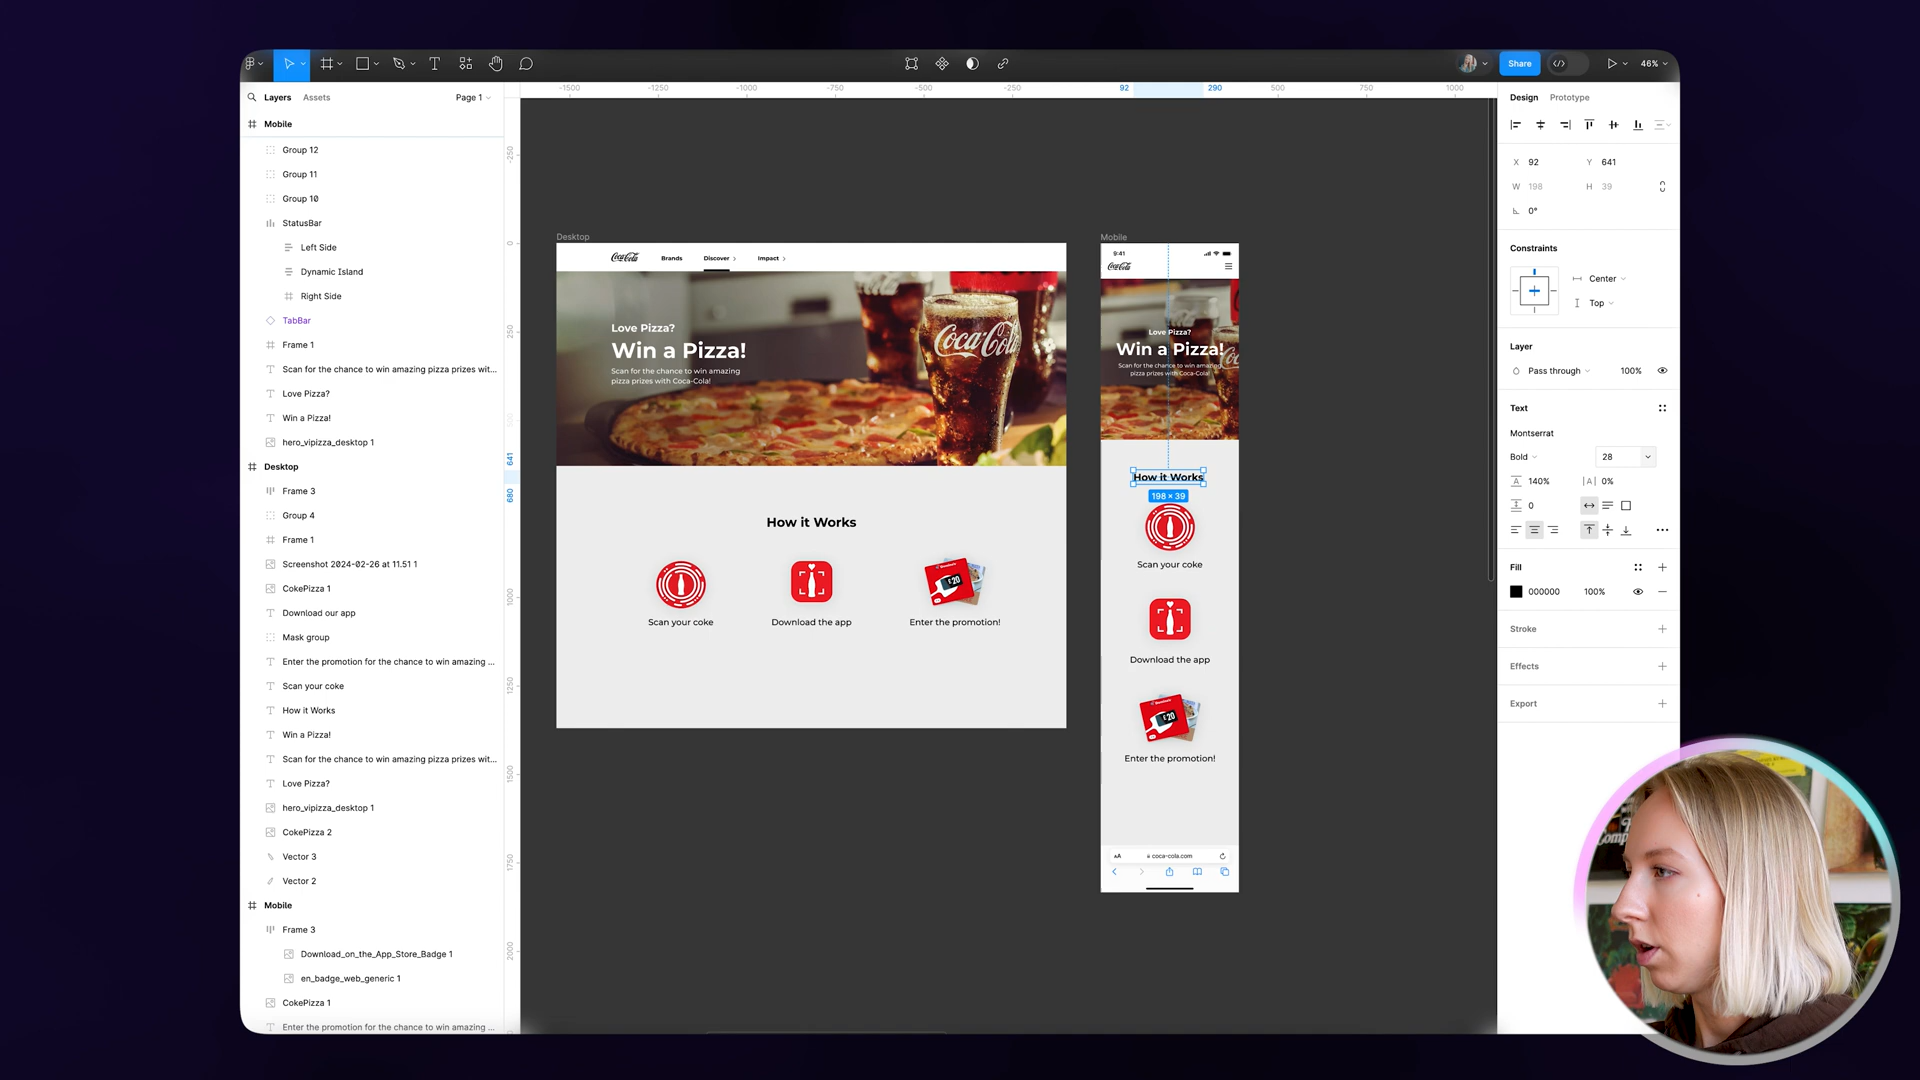 Share
46%
Layers
Assets
Page 1
Mobile
Group 12
Group 11
Group 10
StatusBar
Left Side
Dynamic Island
Right Side
TabBar
Frame 1
Scan for the chance to win amazing pizza prizes wit...
Love Pizza?
Win a Pizza!
hero_vipizza_desktop 1
Desktop
Frame 3
Group 4
Frame 1
Screenshot 2024-02-26 at 11.51 1
CokePizza 1
Download our app
Mask group
Enter the promotion for the chance to win amazing ...
Scan your coke
How it Works
Win a Pizza!
Scan for the chance to win amazing pizza prizes wit...
Love Pizza?
hero_vipizza_desktop 1
CokePizza 2
Vector 3
Vector 2
Mobile
Frame 3
Download_on_the_App_Store_Badge 1
en_badge_web_generic 1
CokePizza 1
Enter the promotion for the chance to win amazing ...
-1500
-1250
-1000
-750
-500
-250
92
290
500
750
1000
-250
0
250
641
680
1000
1250
1500
1750
2000
Desktop
Coca-Cola
Brands
Discover
Impact
Love Pizza?
Win a Pizza!
Scan for the chance to win amazing
pizza prizes with Coca-Cola!
Coca-Cola
How it Works
£20
Scan your coke
Download the app
Enter the promotion!
Mobile
9:41
Coca-Cola
Love Pizza?
Win a Pizza!
Scan for the chance to win amazing
pizza prizes with Coca-Cola!
How it Works
198 × 39
Scan your coke
Download the app
£20
Enter the promotion!
AA
coca-cola.com
Design
Prototype
X 92
Y 641
W 198
H 39
0°
Constraints
Center
Top
Layer
Pass through
100%
Text
Montserrat
Bold
28
140%
|A| 0%
0
Fill
000000
100%
Stroke
Effects
Export